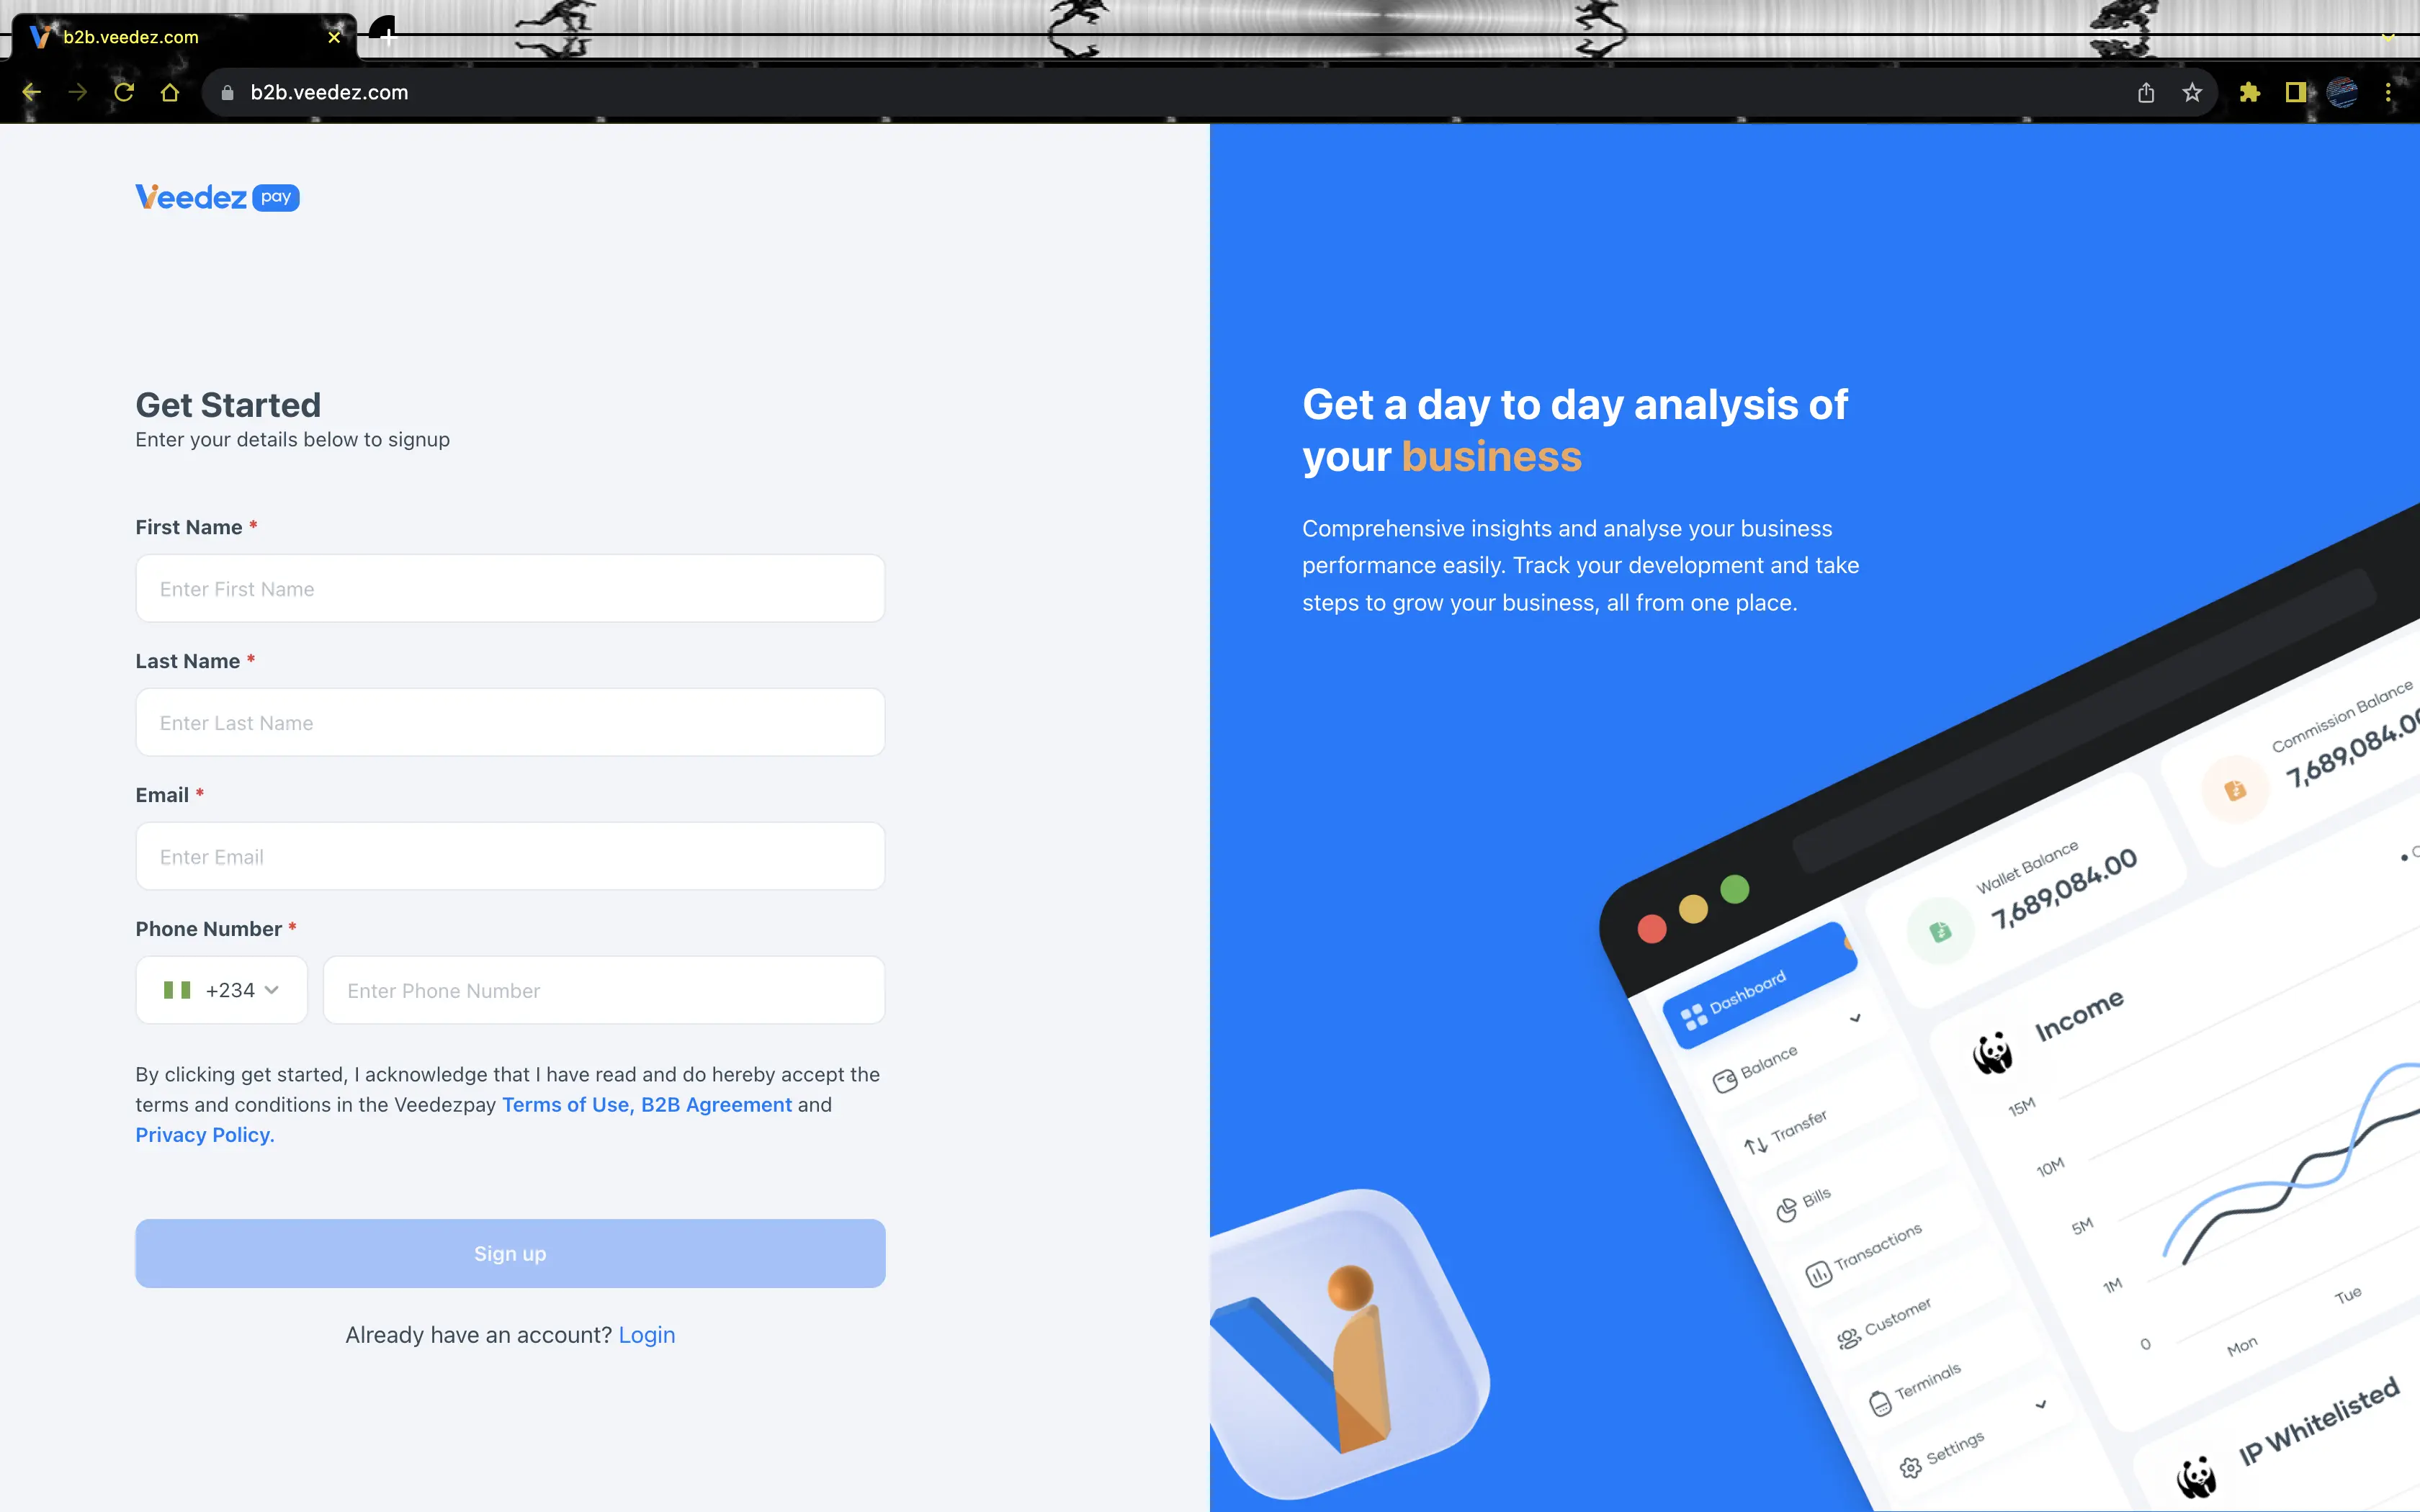 b2b.veedez.com
b2b.veedez.com
Veedez pay
Get Started
Enter your details below to signup
First Name *
Enter First Name
Last Name *
Enter Last Name
Email *
Enter Email
Phone Number *
+234
Enter Phone Number
By clicking get started, I acknowledge that I have read and do hereby accept the
terms and conditions in the Veedezpay Terms of Use, B2B Agreement and
Privacy Policy.
Sign up
Already have an account? Login
Get a day to day analysis of
your business
Comprehensive insights and analyse your business
performance easily. Track your development and take
steps to grow your business, all from one place.
Commission Balance
7,689,084.00
Wallet Balance
7,689,084.00
Dashboard
Balance
Transfer
Bills
Transactions
Customer
Terminals
Settings
Income
15M
10M
5M
1M
0
Mon
Tue
IP Whitelisted